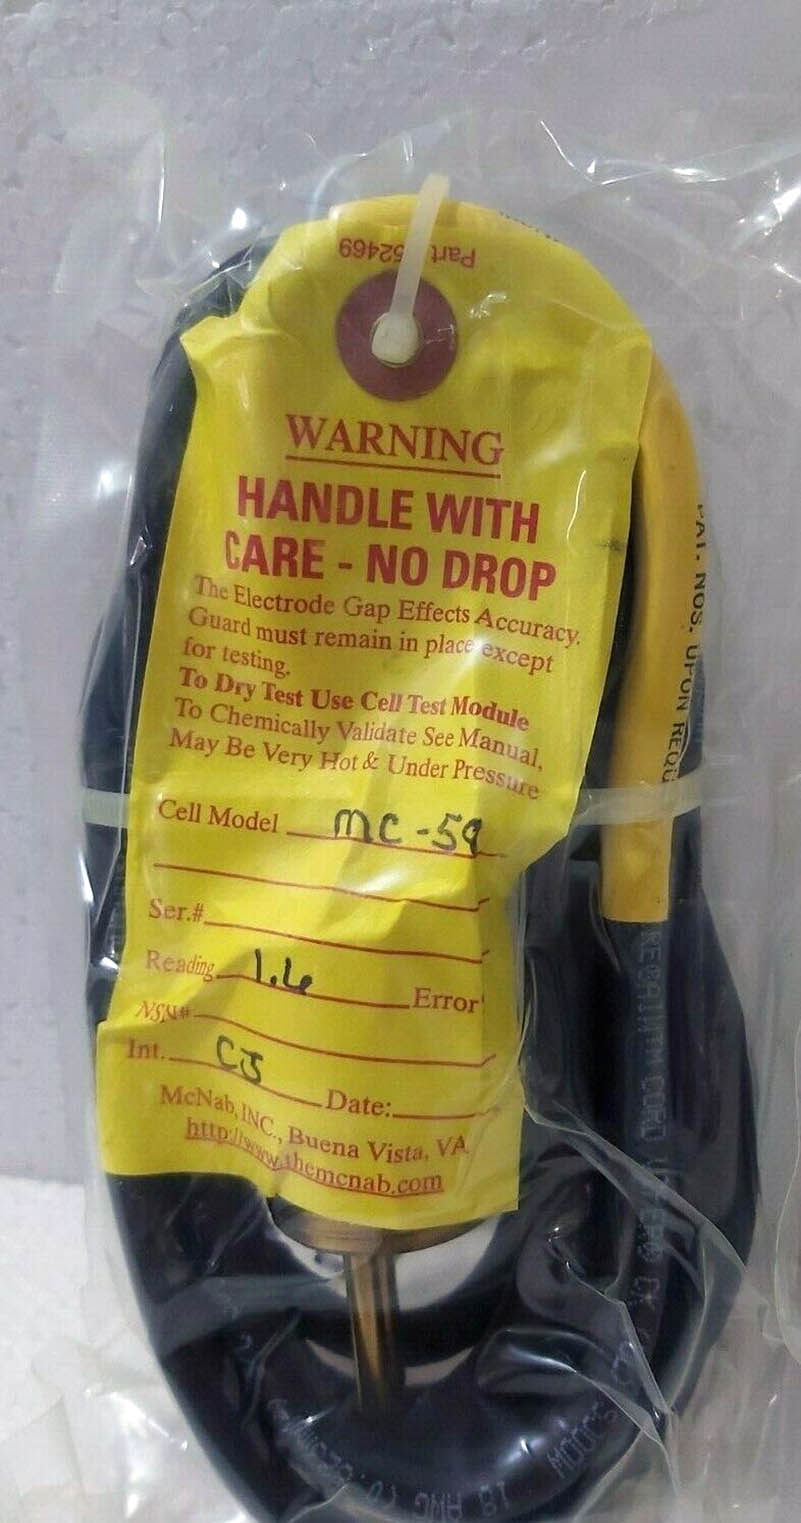 Part 52469
WARNING
HANDLE WITH
CARE - NO DROP
The Electrode Gap Effects Accuracy.
Guard must remain in place except
for testing.
To Dry Test Use Cell Test Module
To Chemically Validate See Manual,
May Be Very Hot & Under Pressure
Cell Model MC-59
Ser.#
Reading 1.6 Error
NSN#
Int. CJ Date:
McNab, INC., Buena Vista, VA
http://www.themcnab.com
PAT. NOS. UPON REQU
18 AWG